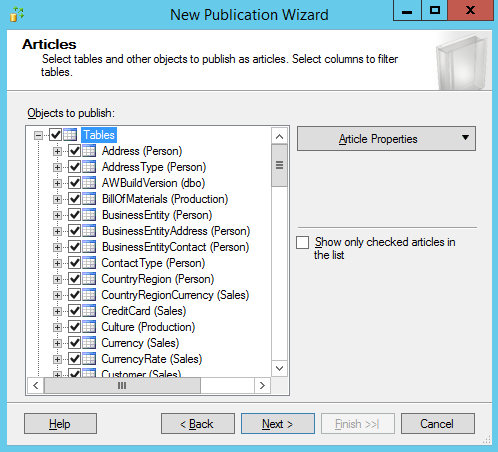 New Publication Wizard
Articles
Select tables and other objects to publish as articles. Select columns to filter
tables.
Objects to publish:
Tables
Address (Person)
AddressType (Person)
AWBuildVersion (dbo)
BillOfMaterials (Production)
BusinessEntity (Person)
BusinessEntityAddress (Person)
BusinessEntityContact (Person)
ContactType (Person)
CountryRegion (Person)
CountryRegionCurrency (Sales)
CreditCard (Sales)
Culture (Production)
Currency (Sales)
CurrencyRate (Sales)
Customer (Sales)
Article Properties
Show only checked articles in
the list
Help
< Back
Next >
Finish >>|
Cancel